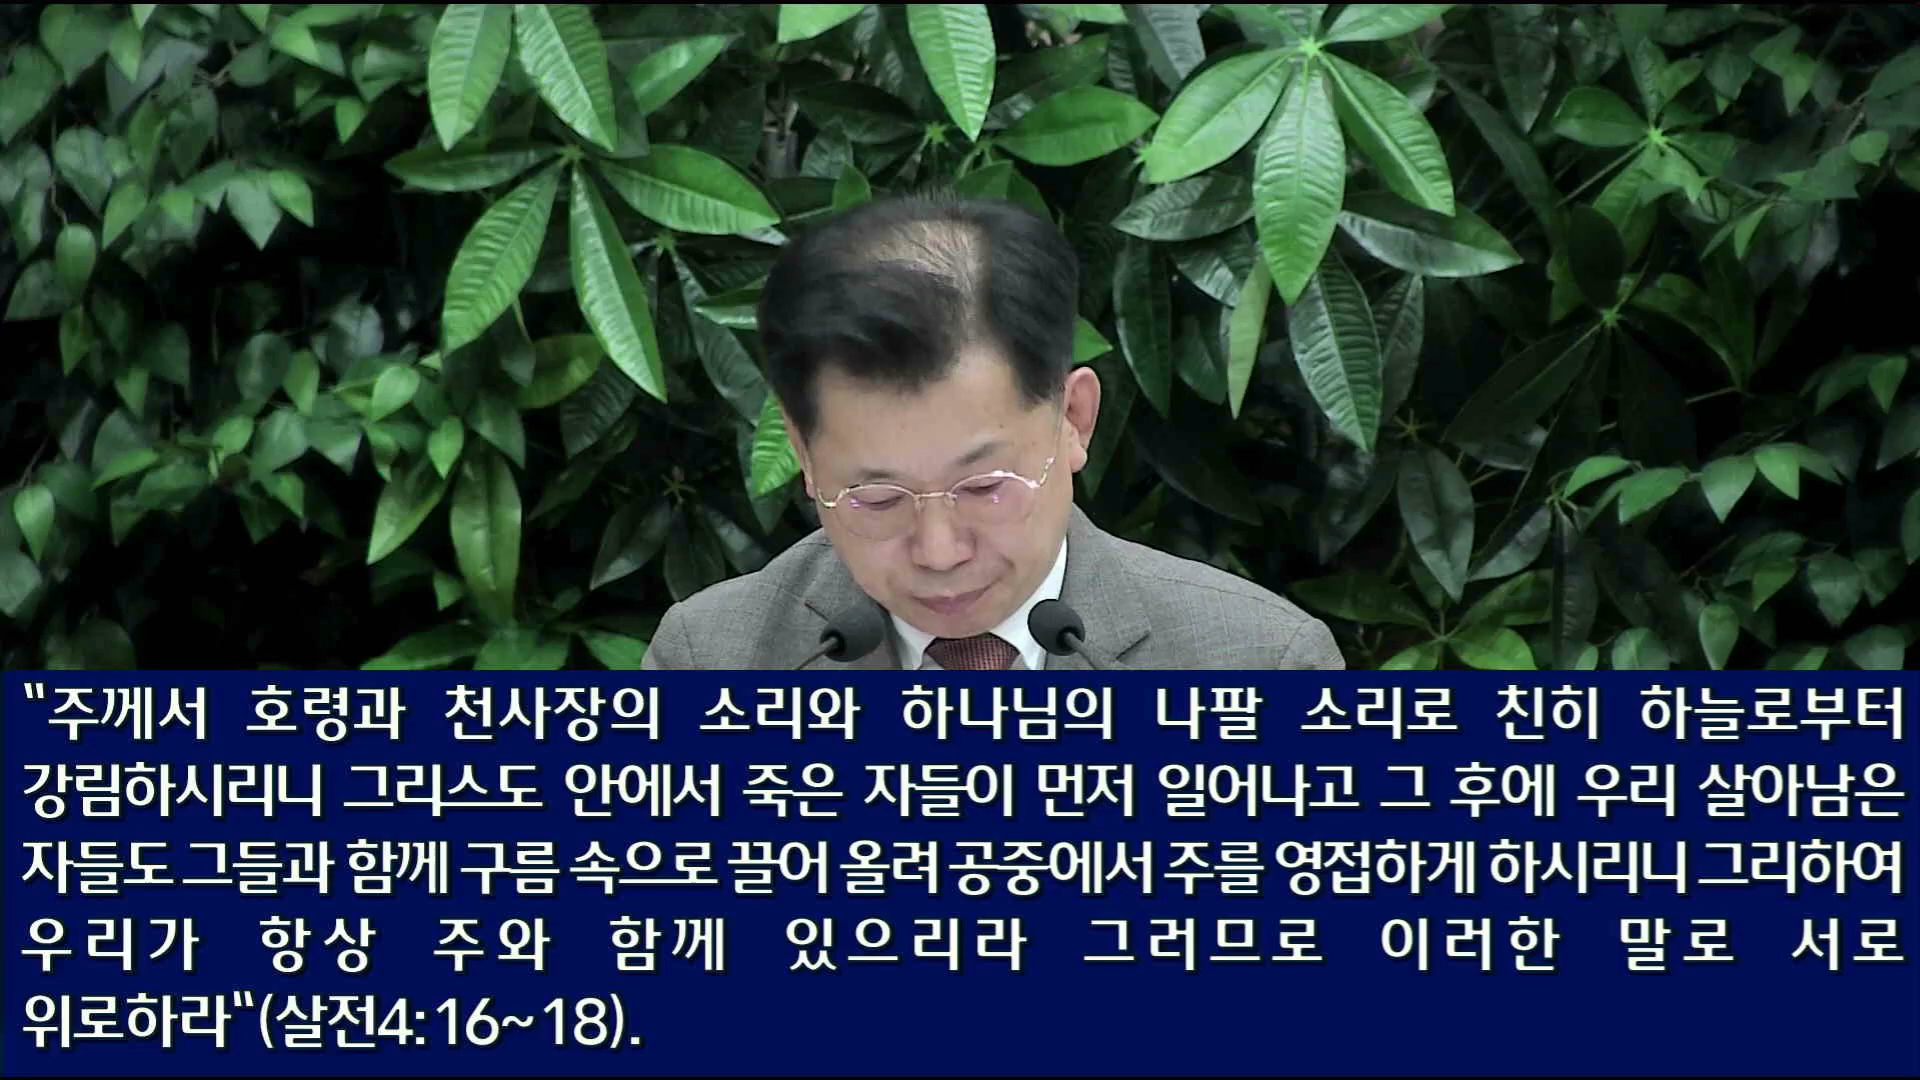 “주께서 호령과 천사장의 소리와 하나님의 나팔 소리로 친히 하늘로부터
강림하시리니 그리스도 안에서 죽은 자들이 먼저 일어나고 그 후에 우리 살아남은
자들도 그들과 함께 구름 속으로 끌어 올려 공중에서 주를 영접하게 하시리니 그리하여
우리가 항상 주와 함께 있으리라 그러므로 이러한 말로 서로
위로하라“(살전4:16~18).